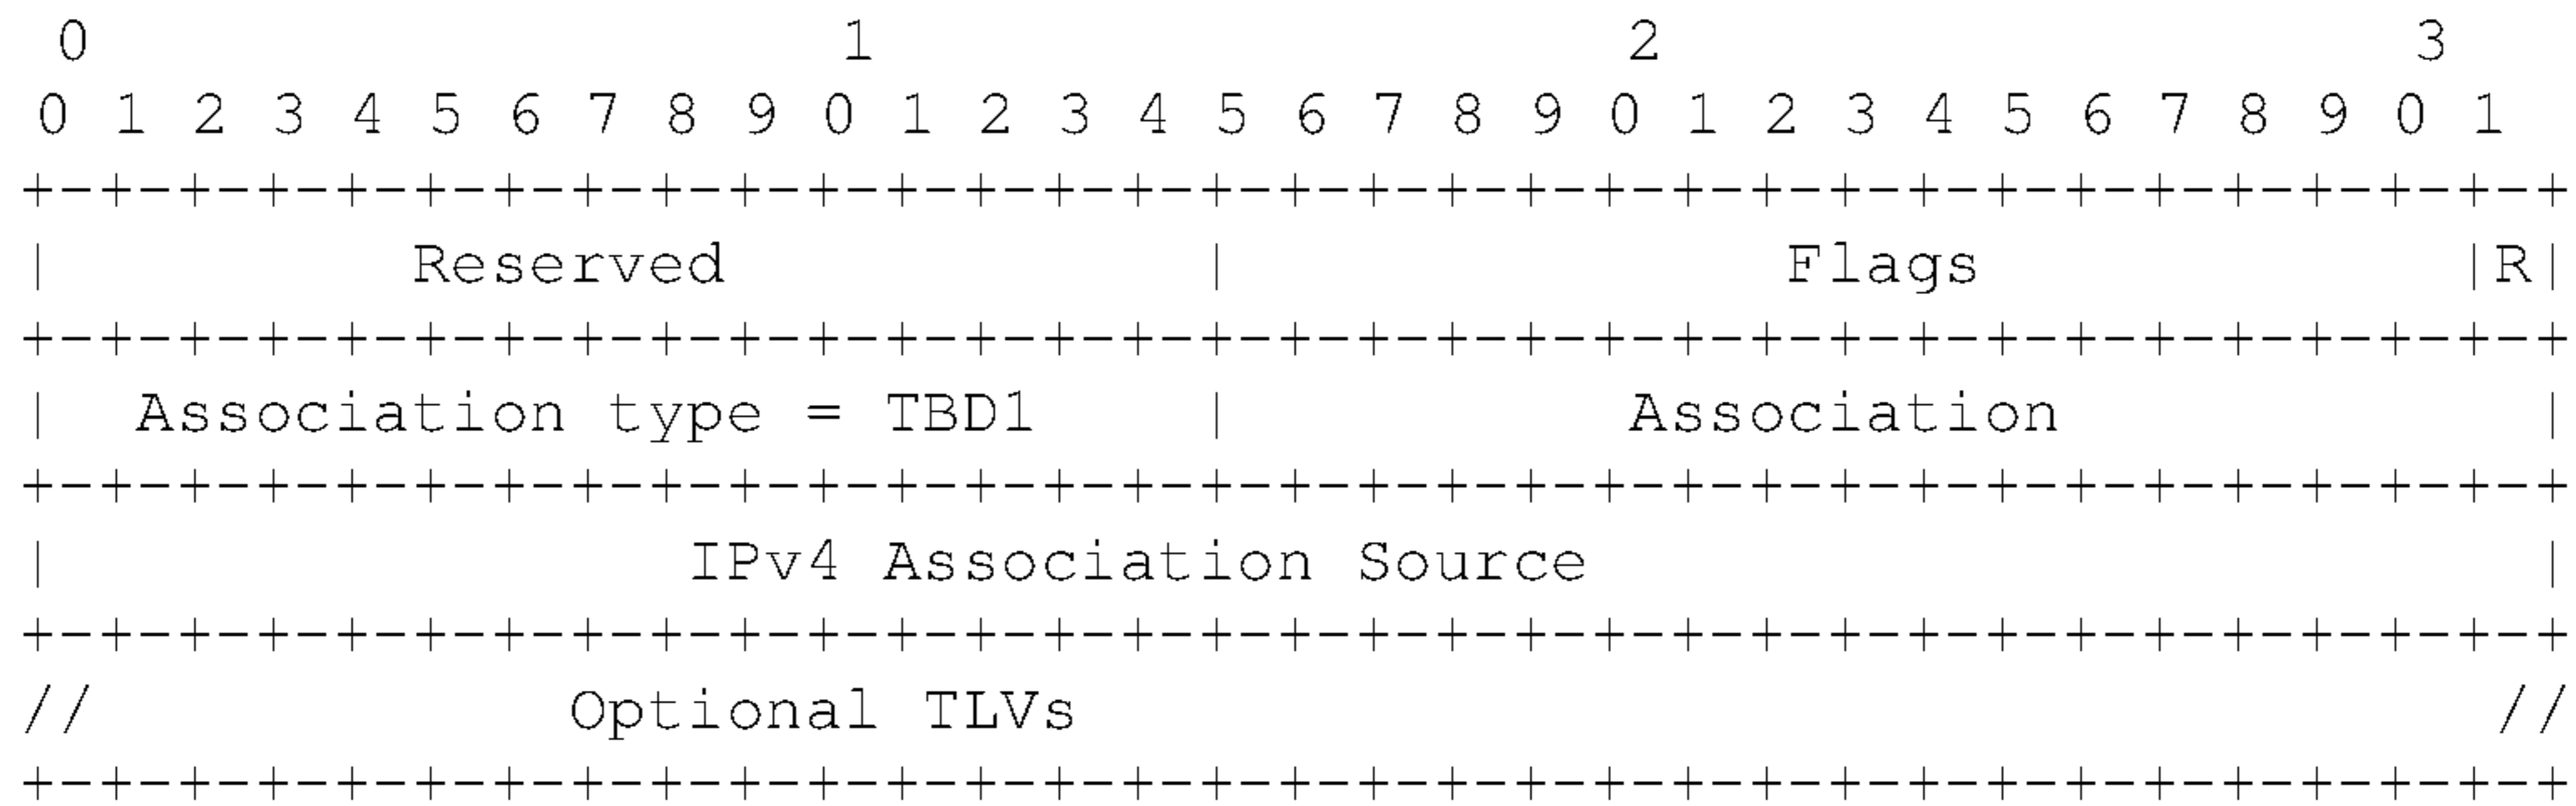 0                   1                   2                   3
0 1 2 3 4 5 6 7 8 9 0 1 2 3 4 5 6 7 8 9 0 1 2 3 4 5 6 7 8 9 0 1
+-+-+-+-+-+-+-+-+-+-+-+-+-+-+-+-+-+-+-+-+-+-+-+-+-+-+-+-+-+-+-+-+
|         Reserved            |              Flags            |R|
+-+-+-+-+-+-+-+-+-+-+-+-+-+-+-+-+-+-+-+-+-+-+-+-+-+-+-+-+-+-+-+-+
|  Association type = TBD1    |          Association            |
+-+-+-+-+-+-+-+-+-+-+-+-+-+-+-+-+-+-+-+-+-+-+-+-+-+-+-+-+-+-+-+-+
|                IPv4 Association Source                        |
+-+-+-+-+-+-+-+-+-+-+-+-+-+-+-+-+-+-+-+-+-+-+-+-+-+-+-+-+-+-+-+-+
//            Optional TLVs                                    //
+-+-+-+-+-+-+-+-+-+-+-+-+-+-+-+-+-+-+-+-+-+-+-+-+-+-+-+-+-+-+-+-+